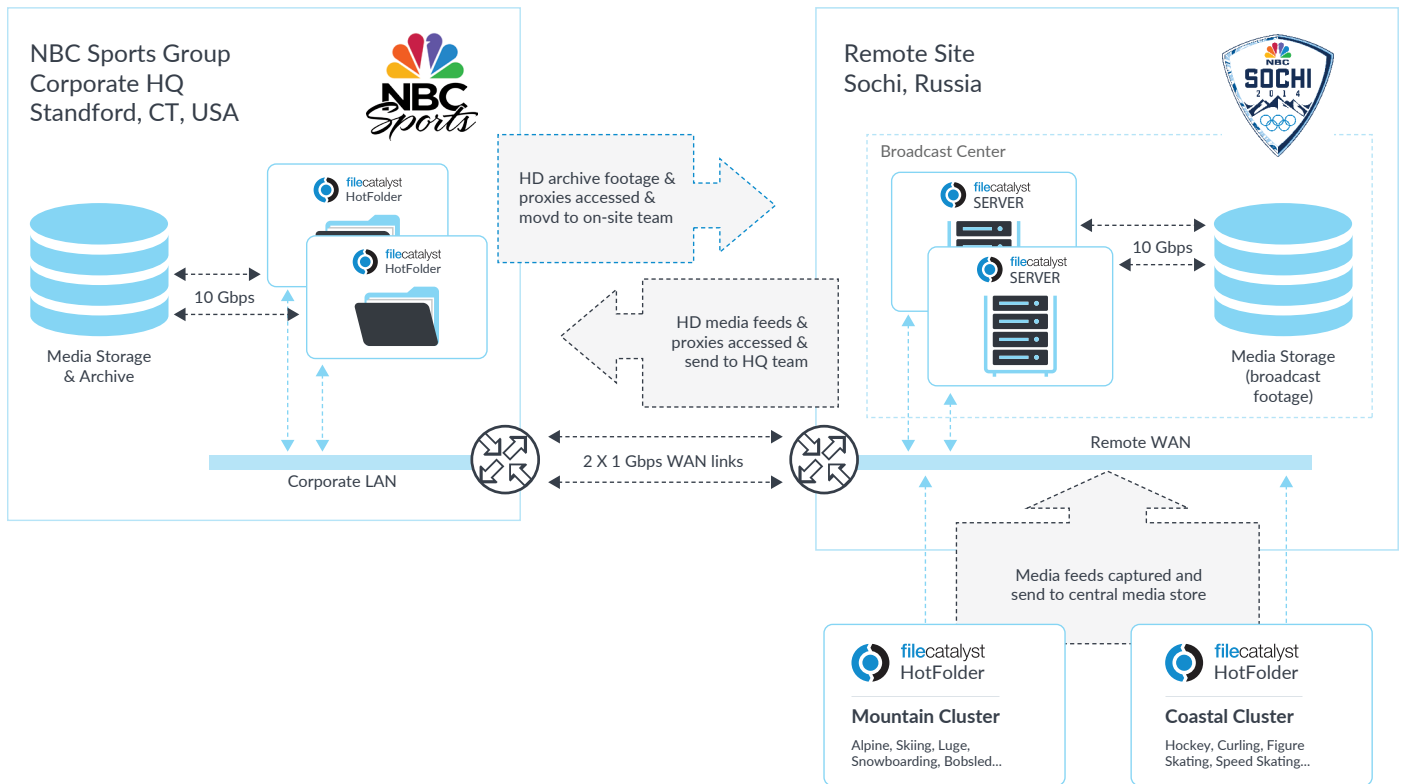 NBC Sports Group
Corporate HQ
Standford, CT, USA
NBC
Sports
filecatalyst
HotFolder
filecatalyst
HotFolder
10 Gbps
Media Storage
& Archive
Corporate LAN
HD archive footage &
proxies accessed &
movd to on-site team
HD media feeds &
proxies accessed &
send to HQ team
2 X 1 Gbps WAN links
Remote Site
Sochi, Russia
NBC
SOCHI
2014
Broadcast Center
filecatalyst
SERVER
filecatalyst
SERVER
10 Gbps
Media Storage
(broadcast
footage)
Remote WAN
Media feeds captured and
send to central media store
filecatalyst
HotFolder
Mountain Cluster
Alpine, Skiing, Luge,
Snowboarding, Bobsled...
filecatalyst
HotFolder
Coastal Cluster
Hockey, Curling, Figure
Skating, Speed Skating...